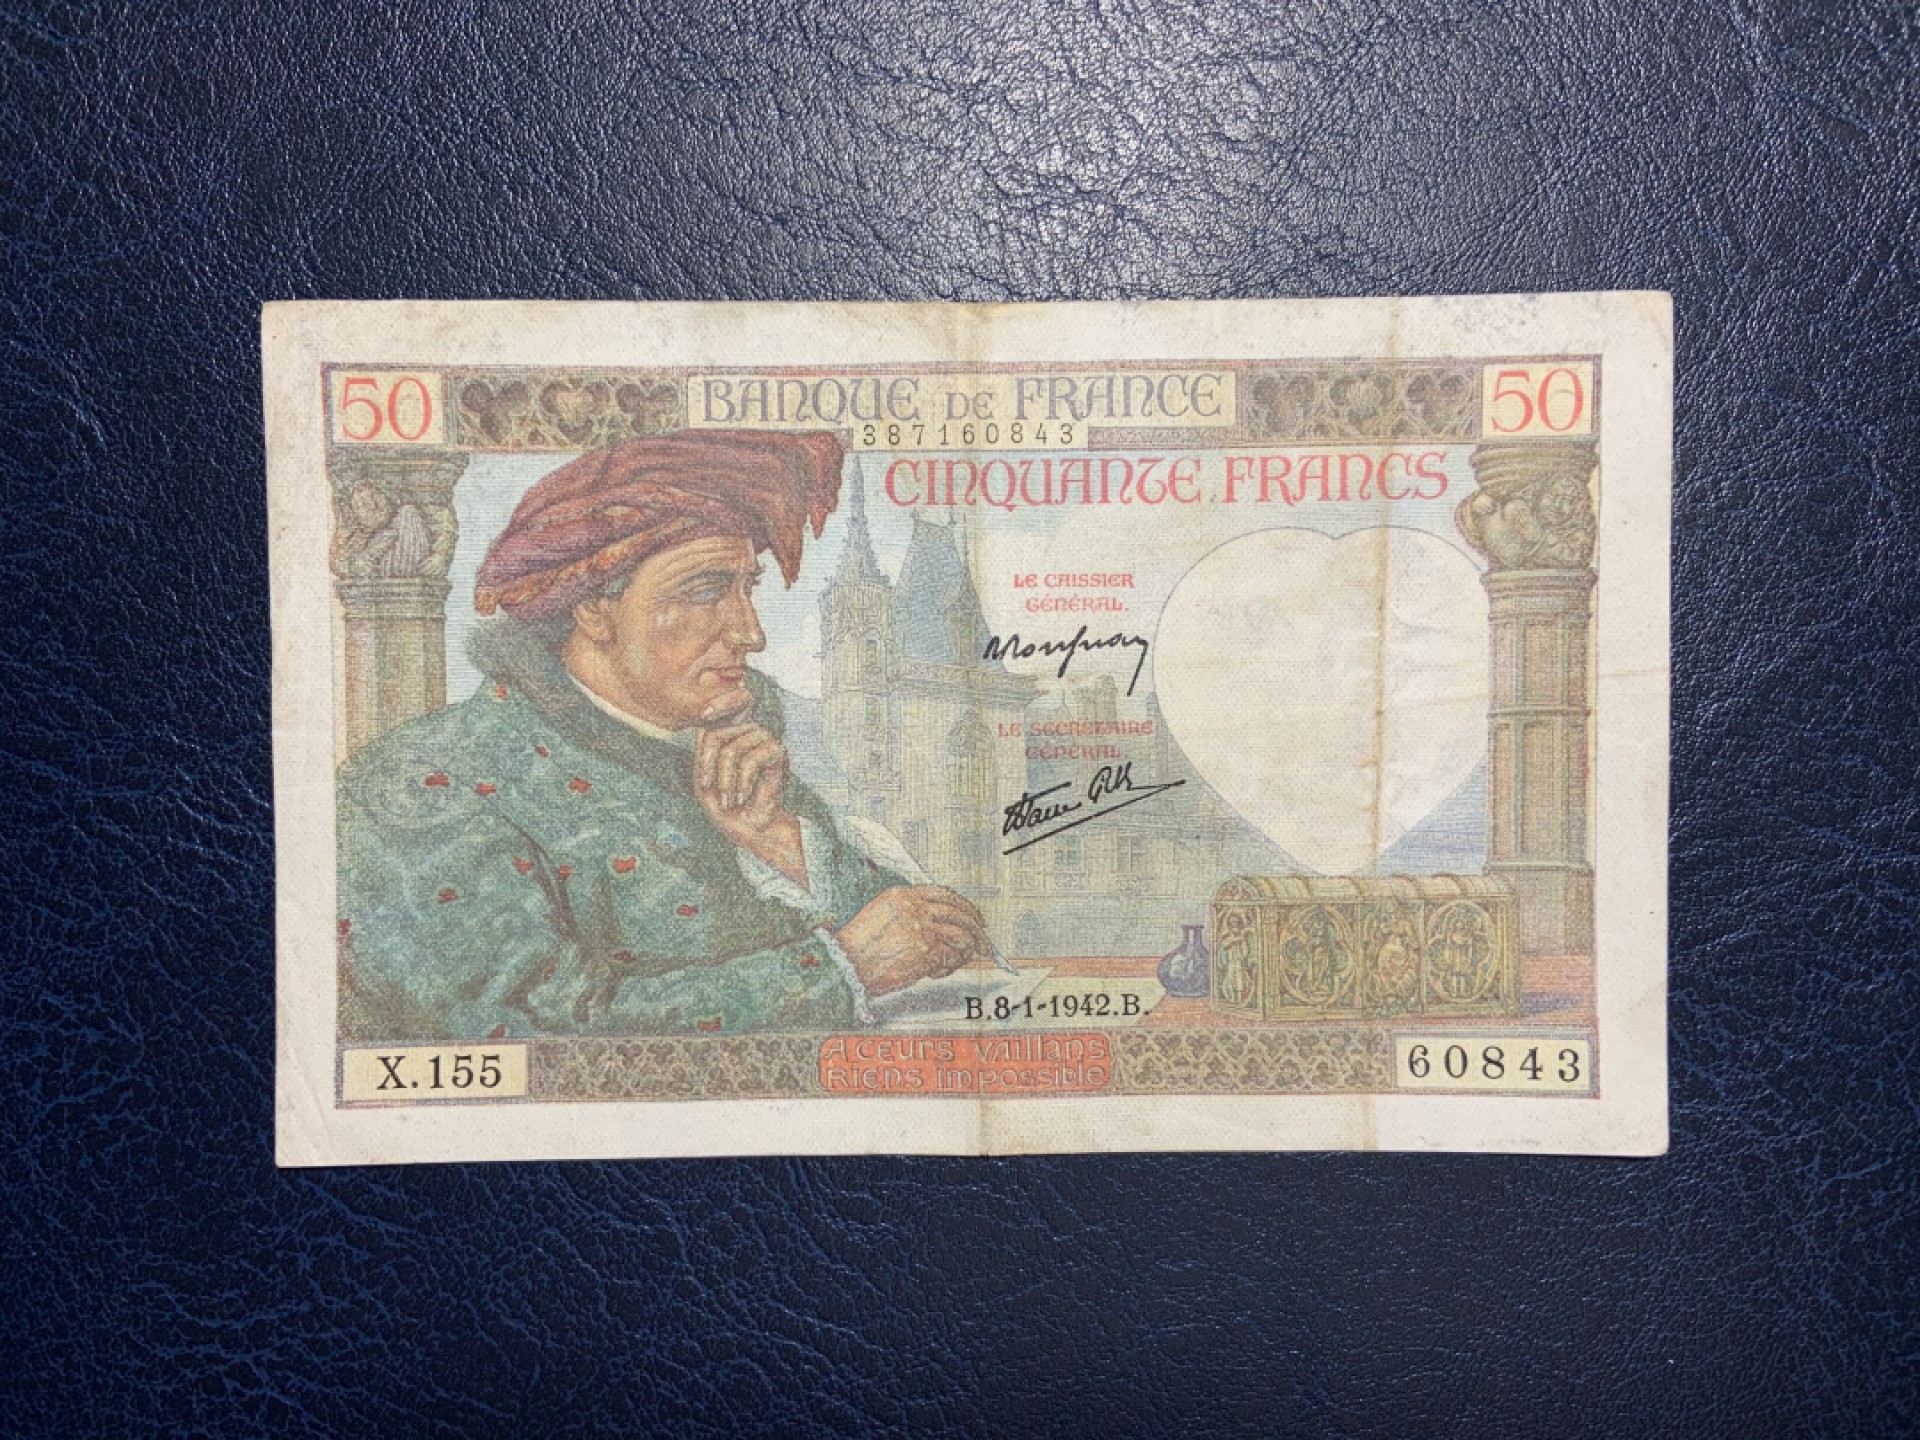 50 BANQUE DE FRANCE 50
387160843
CINQUANTE FRANCS
LE CAISSIER
GÉNÉRAL.
LE SECRÉTAIRE
GÉNÉRAL
B.8-1-1942.B.
X.155 A CEURS VAILLANS 60843
RIENS IMPOSSIBLE